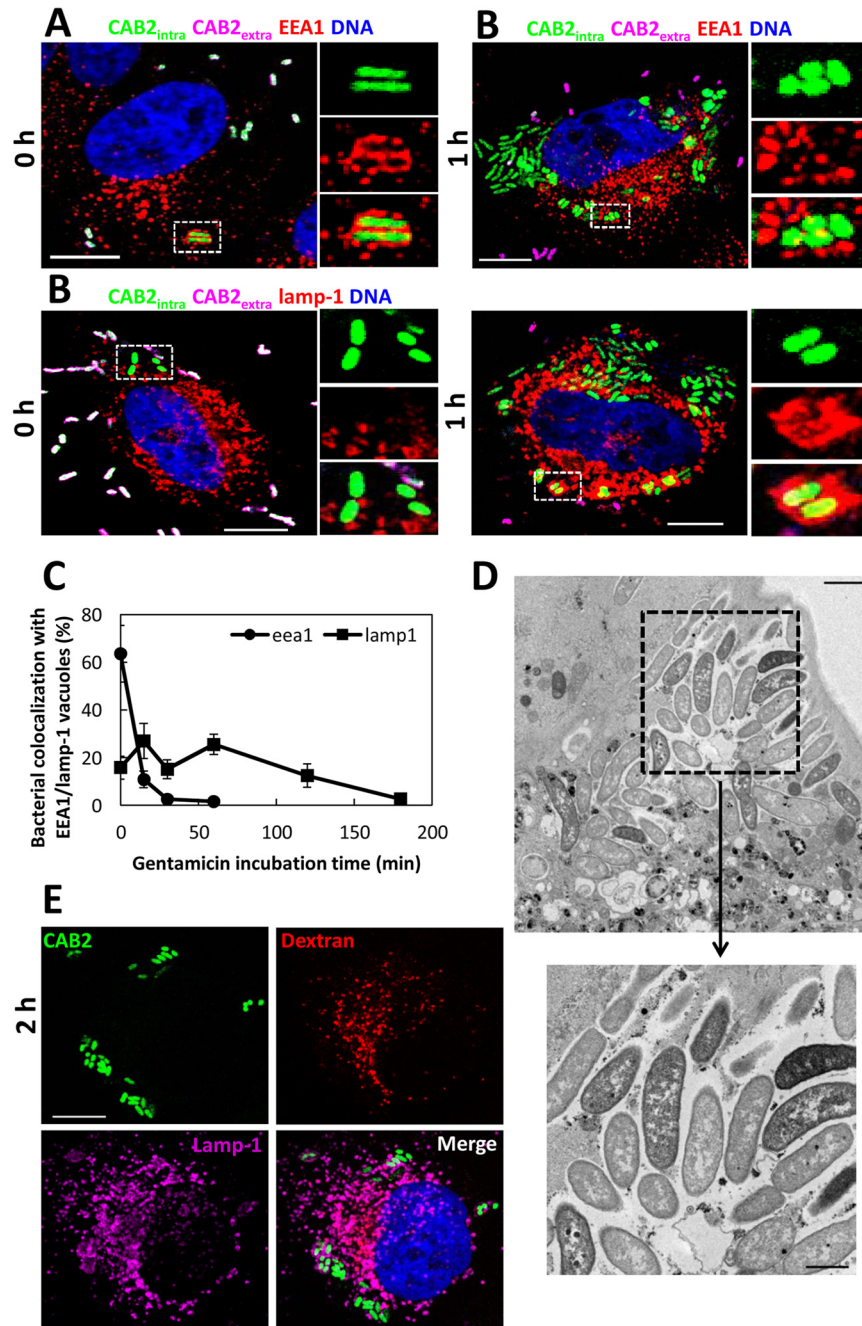 A
CAB2intra CAB2extra EEA1 DNA
0 h
B
CAB2intra CAB2extra EEA1 DNA
1 h
B
CAB2intra CAB2extra lamp-1 DNA
0 h
1 h
C
Bacterial colocalization with
EEA1/lamp-1 vacuoles (%)
80
60
40
20
0
eea1
lamp1
0
50
100
150
200
Gentamicin incubation time (min)
D
E
2 h
CAB2
Dextran
Lamp-1
Merge